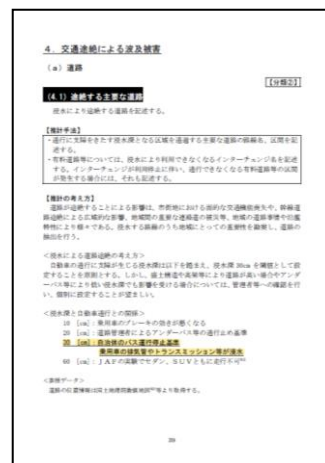 ４．交通途絶による波及被害
（a）道路
【分類②】
(4.1) 途絶する主要な道路
浸水により途絶する道路を記述する。
【推計手法】
・通行に支障をきたす浸水深となる区域を通過する主要な道路の路線名、区間を記
述する。
・有料道路等については、浸水により利用できなくなるインターチェンジ名を記述
する。インターチェンジが利用停止に伴い、通行できなくなる有料道路等の区間
が発生する場合には、それも記述する。
【推計の考え方】
道路が途絶することによる影響は、市街地における面的な交通機能喪失や、幹線道
路途絶による広域的な影響、地域間の重要な連絡道の被災等、地域の道路事情や氾濫
特性により様々である。浸水する路線のうち地域にとっての重要性を勘案し、道路の
抽出を行う。
＜浸水による道路途絶の考え方＞
自動車の通行に支障が生じる浸水深は以下を踏まえ、浸水深 30cm を閾値として設
定することを原則とする。しかし、盛土構造や高架等により道路が高い場合やアンダ
ーパス等により低い浸水深でも影響を受ける場合については、管理者等への確認を行
い、個別に設定することが望ましい。
＜浸水深と自動車通行との関係＞
10 [cm]：乗用車のブレーキの効きが悪くなる
20 [cm]：道路管理者によるアンダーパス等の通行止め基準
30 [cm]：自治体のバス運行停止基準
乗用車の排気管やトランスミッション等が浸水
60 [cm]：ＪＡＦの実験でセダン、ＳＵＶともに走行不可
＜基礎データ＞
道路の位置情報は国土地理院数値地図等より取得する。